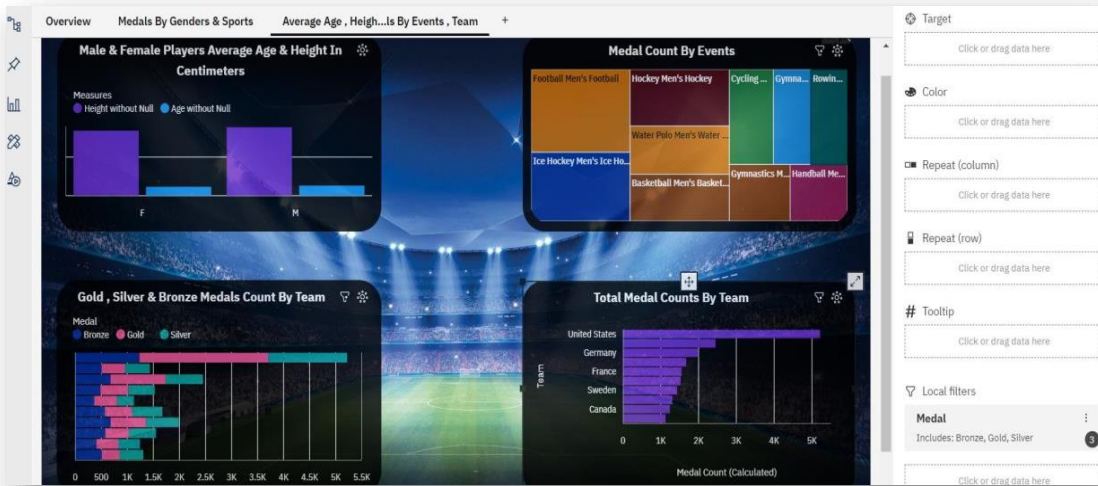 Overview
Medals By Genders & Sports
Average Age , Heigh...ls By Events , Team
+
Male & Female Players Average Age & Height In
Centimeters
Measures
Height without Null
Age without Null
F
M
Medal Count By Events
Football Men's Football
Hockey Men's Hockey
Cycling ...
Gymna...
Rowin...
Water Polo Men's Water ...
Ice Hockey Men's Ice Ho...
Basketball Men's Basket...
Gymnastics M...
Handball Me...
Gold , Silver & Bronze Medals Count By Team
Medal
Bronze
Gold
Silver
0 500 1K 1.5K 2K 2.5K 3K 3.5K 4K 4.5K 5K 5.5K
Total Medal Counts By Team
Team
United States
Germany
France
Sweden
Canada
0 1K 2K 3K 4K 5K
Medal Count (Calculated)
Target
Click or drag data here
Color
Click or drag data here
Repeat (column)
Click or drag data here
Repeat (row)
Click or drag data here
# Tooltip
Click or drag data here
Local filters
Medal
Includes: Bronze, Gold, Silver
3
Click or drag data here